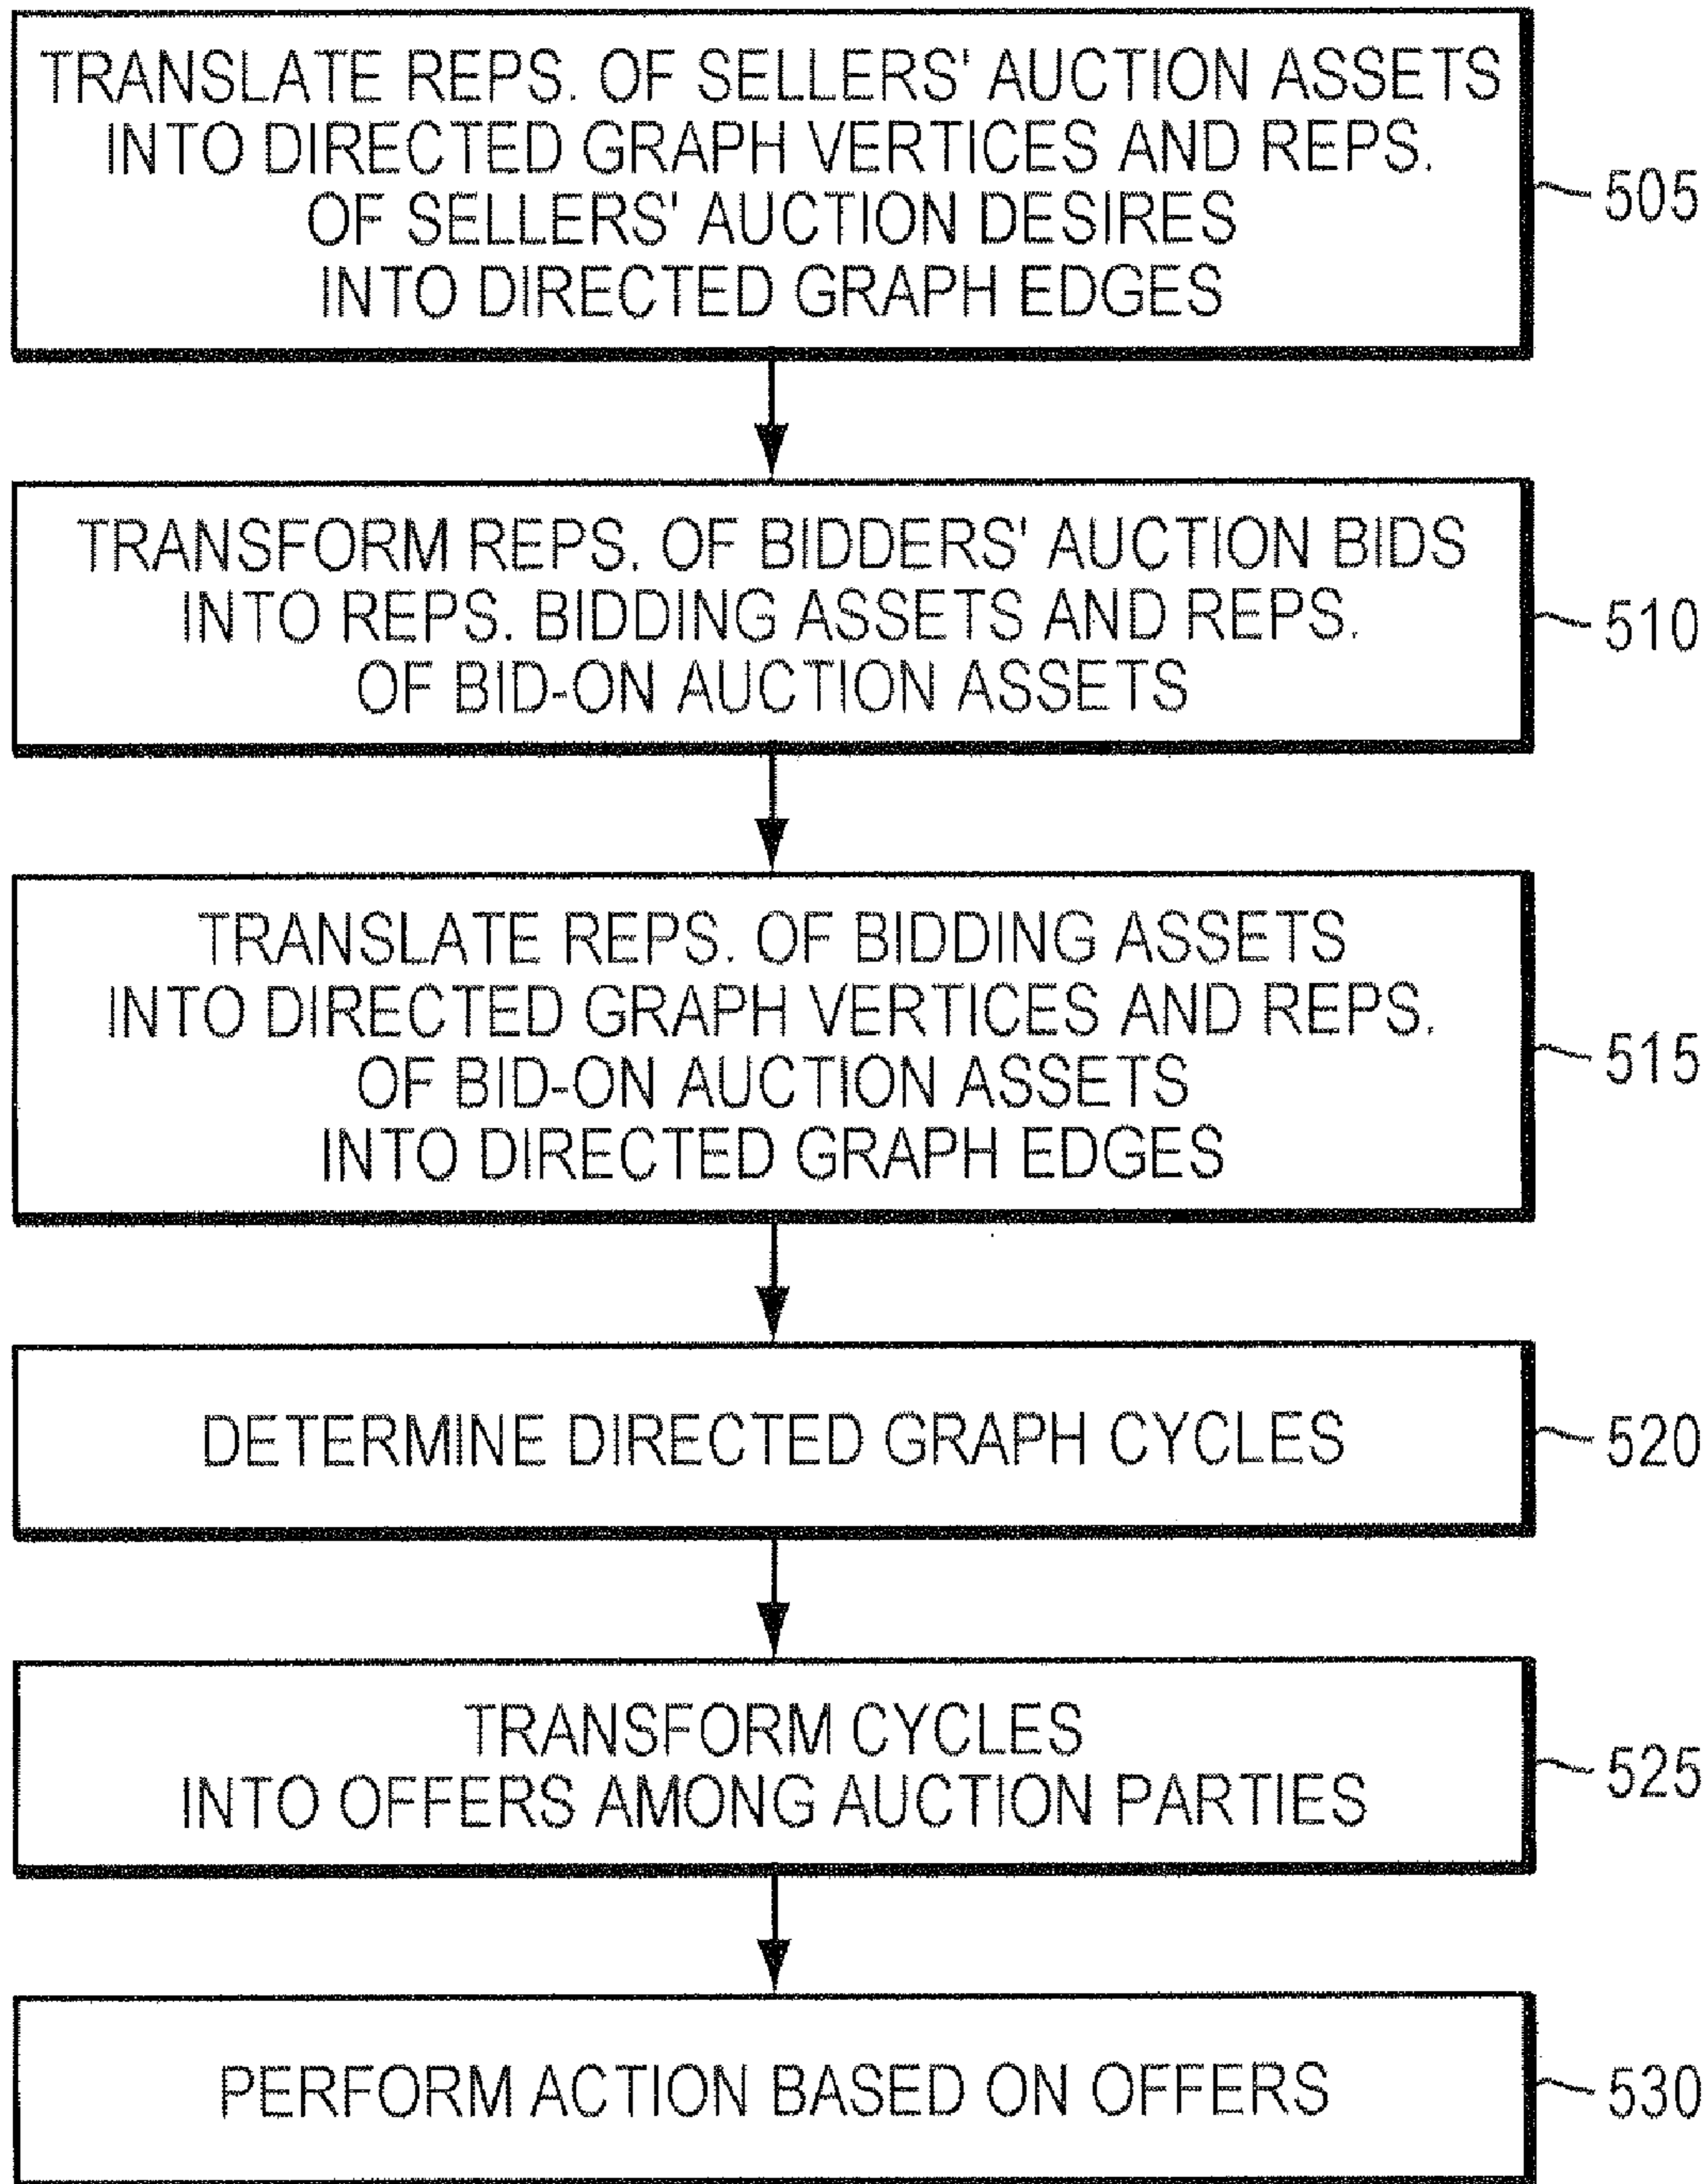 TRANSLATE REPS. OF SELLERS' AUCTION ASSETS
INTO DIRECTED GRAPH VERTICES AND REPS.
OF SELLERS' AUCTION DESIRES
INTO DIRECTED GRAPH EDGES
505
TRANSFORM REPS. OF BIDDERS' AUCTION BIDS
INTO REPS. BIDDING ASSETS AND REPS.
OF BID-ON AUCTION ASSETS
510
TRANSLATE REPS. OF BIDDING ASSETS
INTO DIRECTED GRAPH VERTICES AND REPS.
OF BID-ON AUCTION ASSETS
INTO DIRECTED GRAPH EDGES
515
DETERMINE DIRECTED GRAPH CYCLES
520
TRANSFORM CYCLES
INTO OFFERS AMONG AUCTION PARTIES
525
PERFORM ACTION BASED ON OFFERS
530